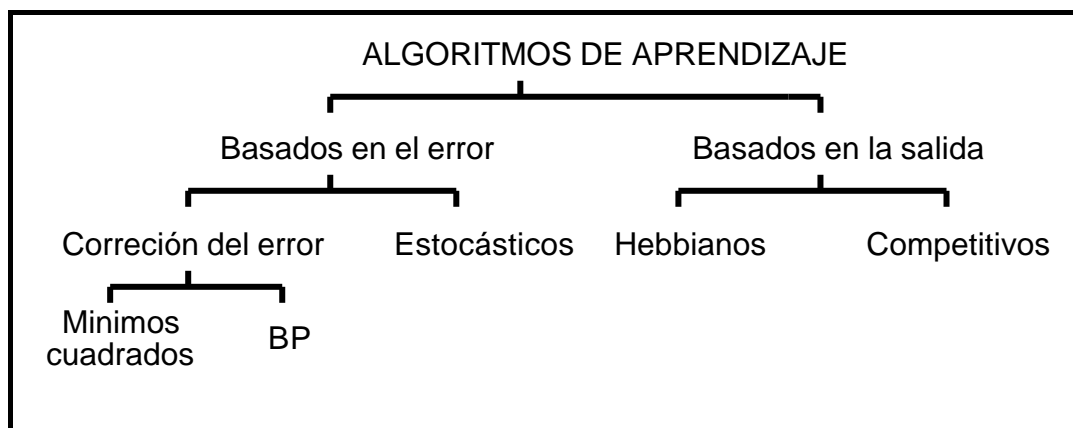 ALGORITMOS DE APRENDIZAJE
Basados en el error
Basados en la salida
Correción del error
Estocásticos
Hebbianos
Competitivos
Minimos
cuadrados
BP